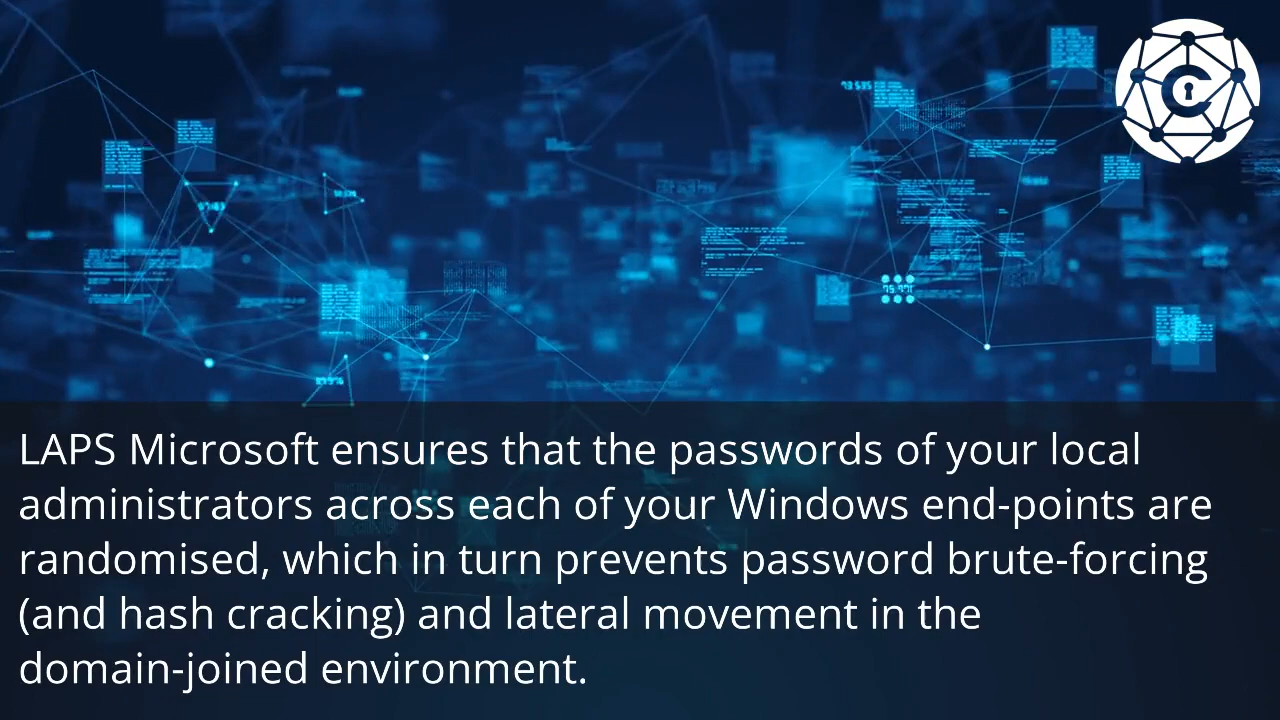 LAPS Microsoft ensures that the passwords of your local
administrators across each of your Windows end-points are
randomised, which in turn prevents password brute-forcing
(and hash cracking) and lateral movement in the
domain-joined environment.